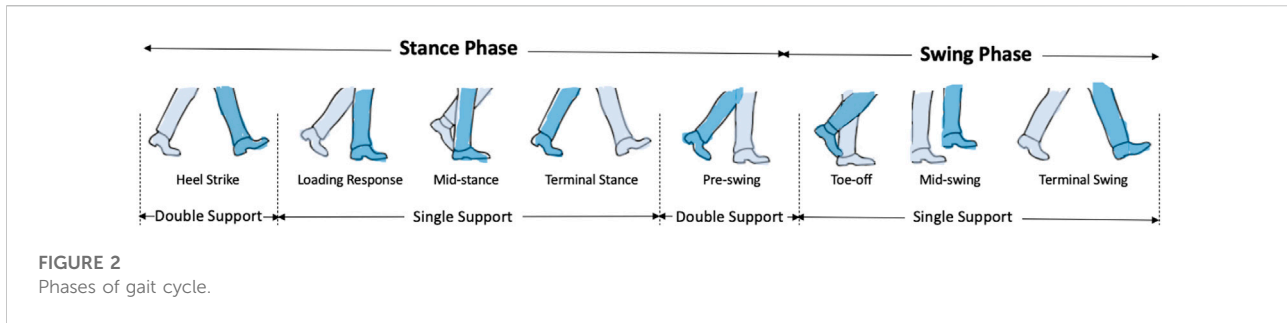 Stance Phase Swing Phase
Heel Strike Loading Response Mid-stance Terminal Stance Pre-swing Toe-off Mid-swing Terminal Swing
Double Support Single Support Double Support Single Support
FIGURE 2
Phases of gait cycle.